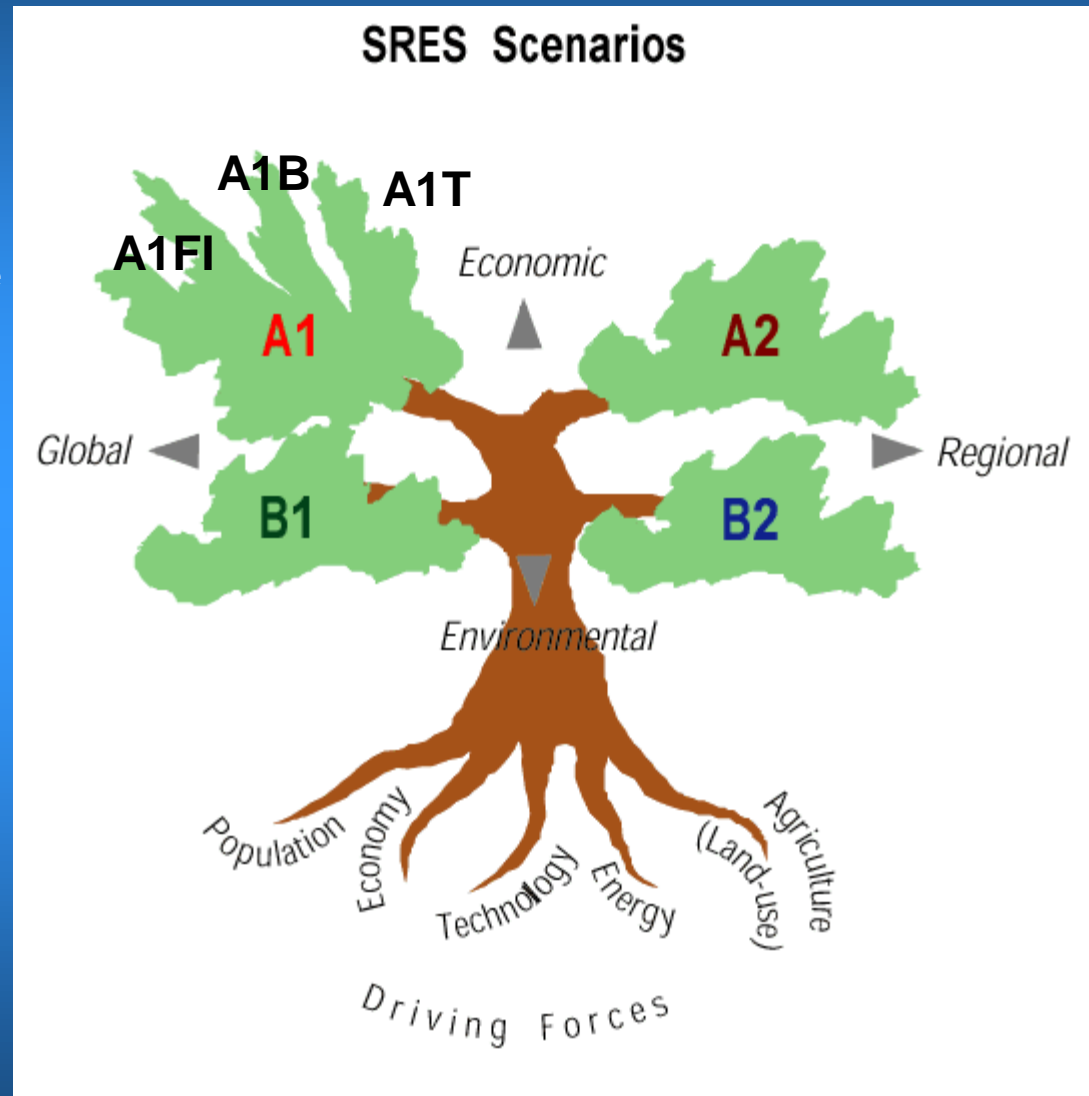 SRES Scenarios
A1B
A1T
A1FI
Economic
A1
A2
Global
Regional
B1
B2
Environmental
Population
Economy
Technology
Energy
(Land-use)
Agriculture
Driving Forces